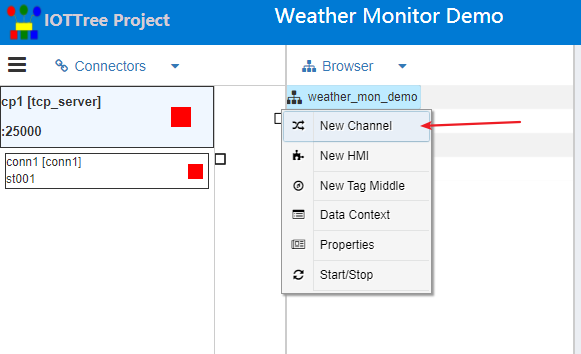 IOTTree Project
Weather Monitor Demo
Connectors
Browser
cp1 [tcp_server]
:25000
conn1 [conn1]
st001
weather_mon_demo
New Channel
New HMI
New Tag Middle
Data Context
Properties
Start/Stop